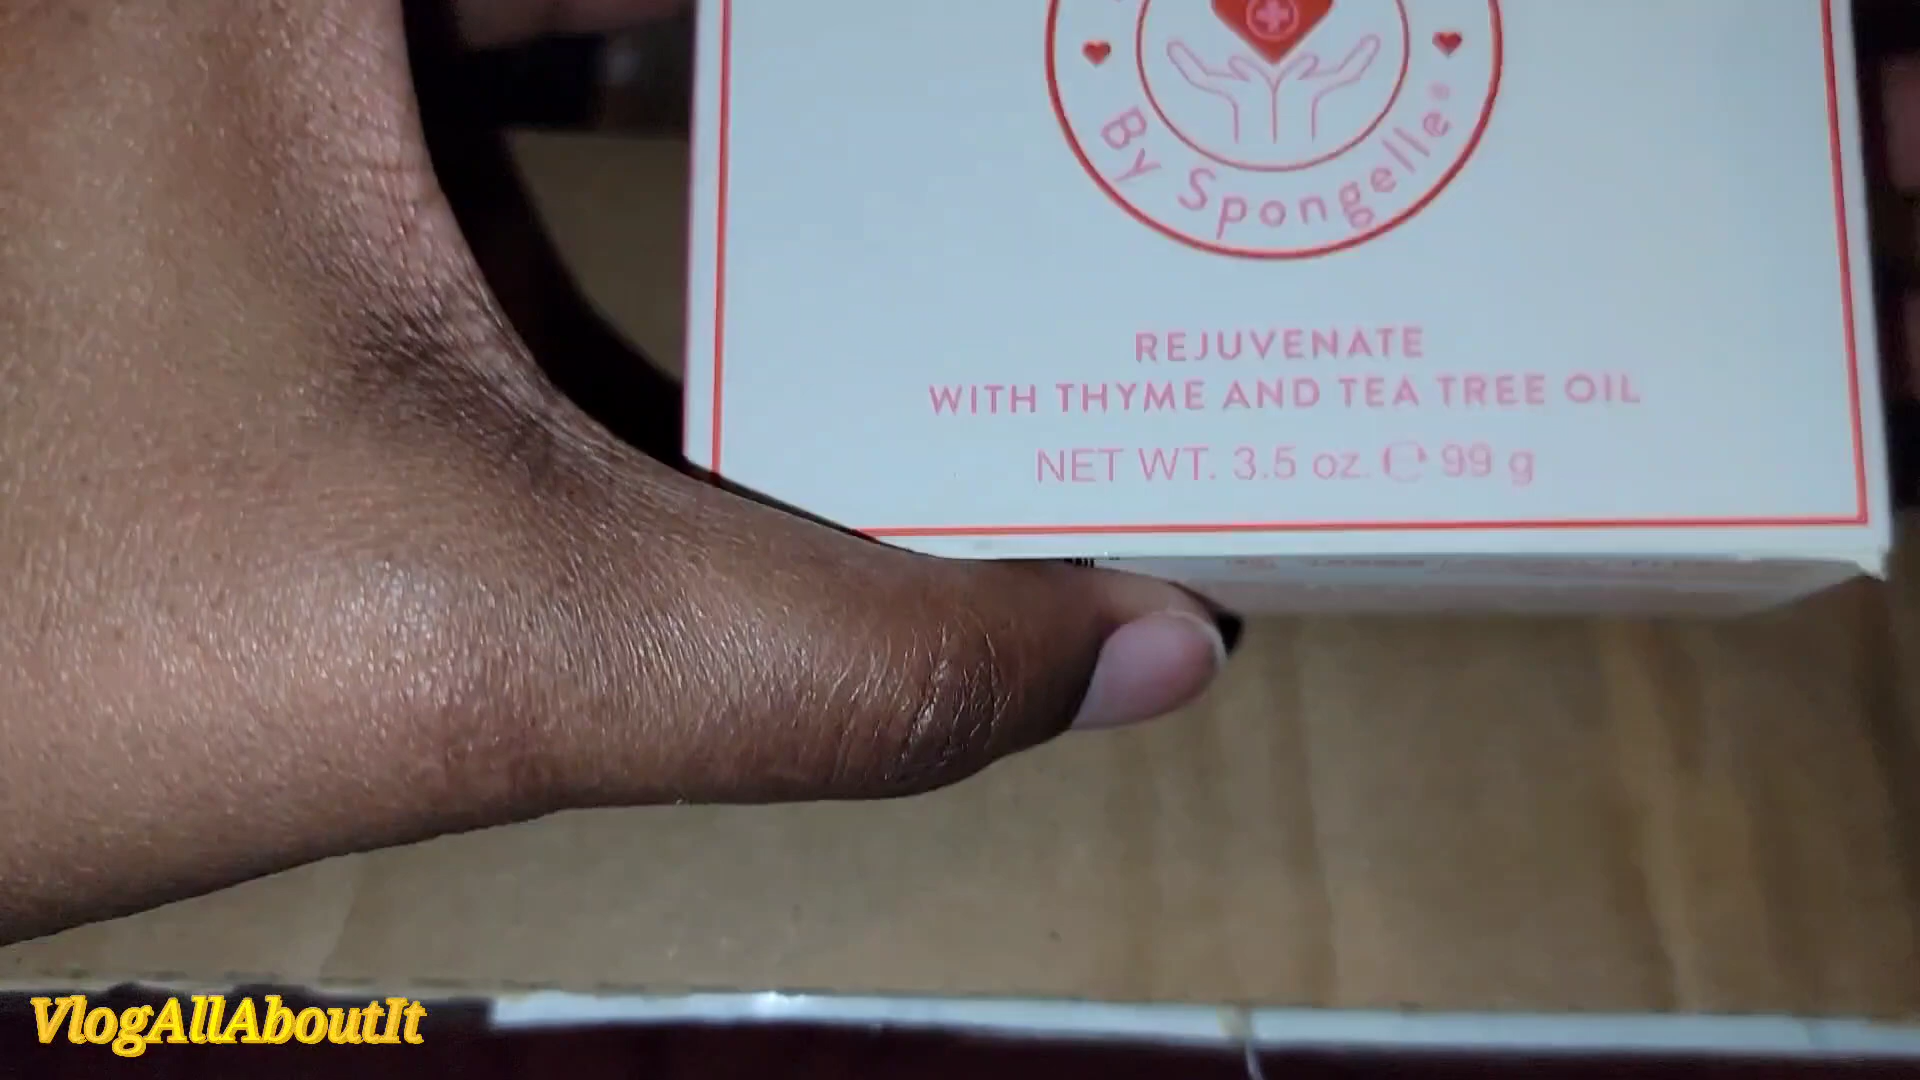 By Spongelle®
REJUVENATE
WITH THYME AND TEA TREE OIL
NET WT. 3.5 oz. ℮ 99 g
VlogAllAboutIt